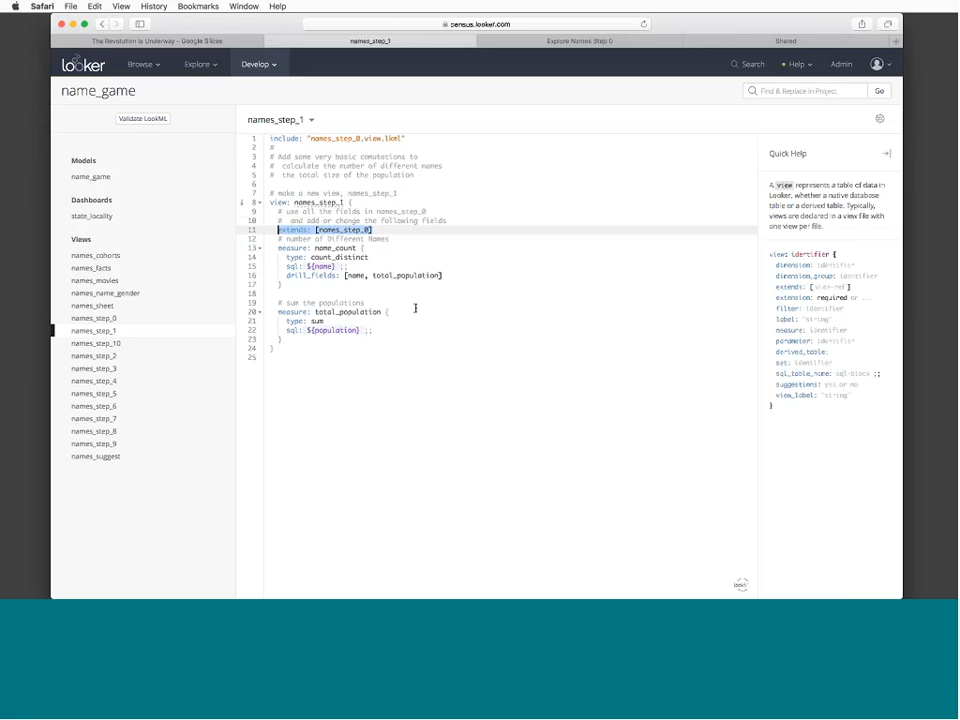 Safari File Edit View History Bookmarks Window Help
census.looker.com
The Revolution is Underway – Google Slides
names_step_1
Explore Names Step 0
Shared
looker
Browse
Explore
Develop
Search
Help
Admin
name_game
Find & Replace in Project
Go
Validate LookML
names_step_1
Models
name_game
Dashboards
state_locality
Views
names_cohorts
names_facts
names_movies
names_name_gender
names_sheet
names_step_0
names_step_1
names_step_10
names_step_2
names_step_3
names_step_4
names_step_5
names_step_6
names_step_7
names_step_8
names_step_9
names_suggest
1 include: "names_step_0.view.lkml"
2 #
3 # Add some very basic comutations to
4 #  calculate the number of different names
5 #  the total size of the population
6
7 # make a new view, names_step_1
i 8 view: names_step_1 {
9 # use all the fields in names_step_0
10 #  and add or change the following fields
11 extends: [names_step_0]
12 # number of Different Names
13 measure: name_count {
14 type: count_distinct
15 sql: ${name} ;;
16 drill_fields: [name, total_population]
17 }
18
19 # sum the populations
20 measure: total_population {
21 type: sum
22 sql: ${population} ;;
23 }
24 }
25
Quick Help
A view represents a table of data in
Looker, whether a native database
table or a derived table. Typically,
views are declared in a view file with
one view per file.
view: identifier {
dimension: identifier
dimension_group: identifier
extends: [view-ref]
extension: required or ...
filter: identifier
label: "string"
measure: identifier
parameter: identifier
derived_table:
set: identifier
sql_table_name: sql-block ;;
suggestions: yes or no
view_label: "string"
}
looker